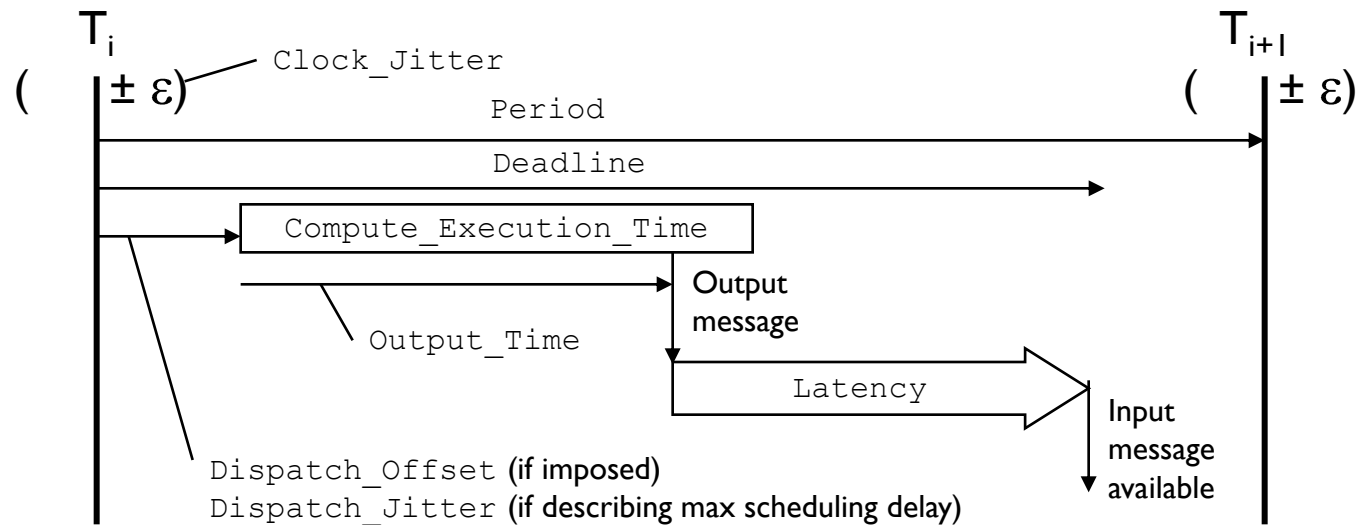 Ti
Ti+1
Clock_Jitter
( ± ε)
( ± ε)
Period
Deadline
Compute_Execution_Time
Output
message
Output_Time
Latency
Input
message
available
Dispatch_Offset (if imposed)
Dispatch_Jitter (if describing max scheduling delay)